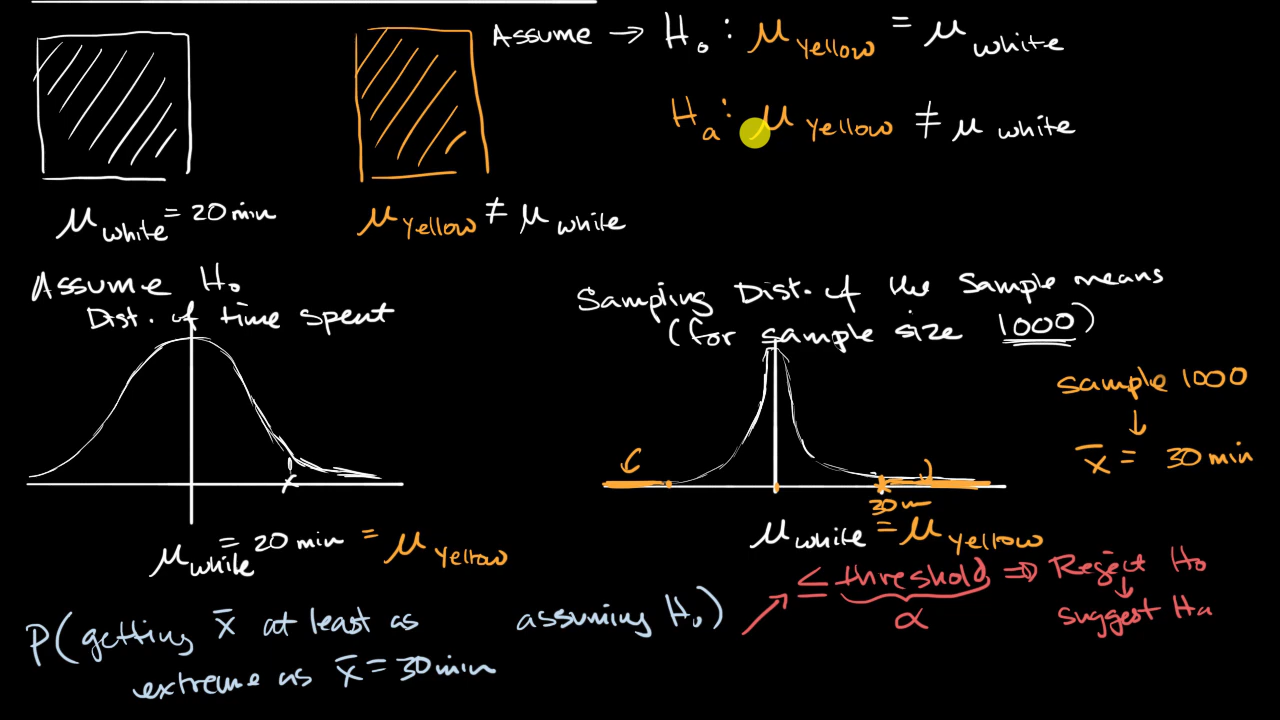 Assume → H₀ : μ yellow = μ white
Hₐ : μ yellow ≠ μ white
μ white = 20 min
μ yellow ≠ μ white
Assume H₀
Dist. of time spent
μ white = 20 min = μ yellow
Sampling Dist. of the Sample means
(for sample size 1000)
sample 1000
↓
x̄ = 30 min
30 m
μ white = μ yellow
≤ threshold ⇒ Reject H₀
α
↓
suggest Ha
P(getting x̄ at least as assuming H₀)
extreme as x̄ = 30 min